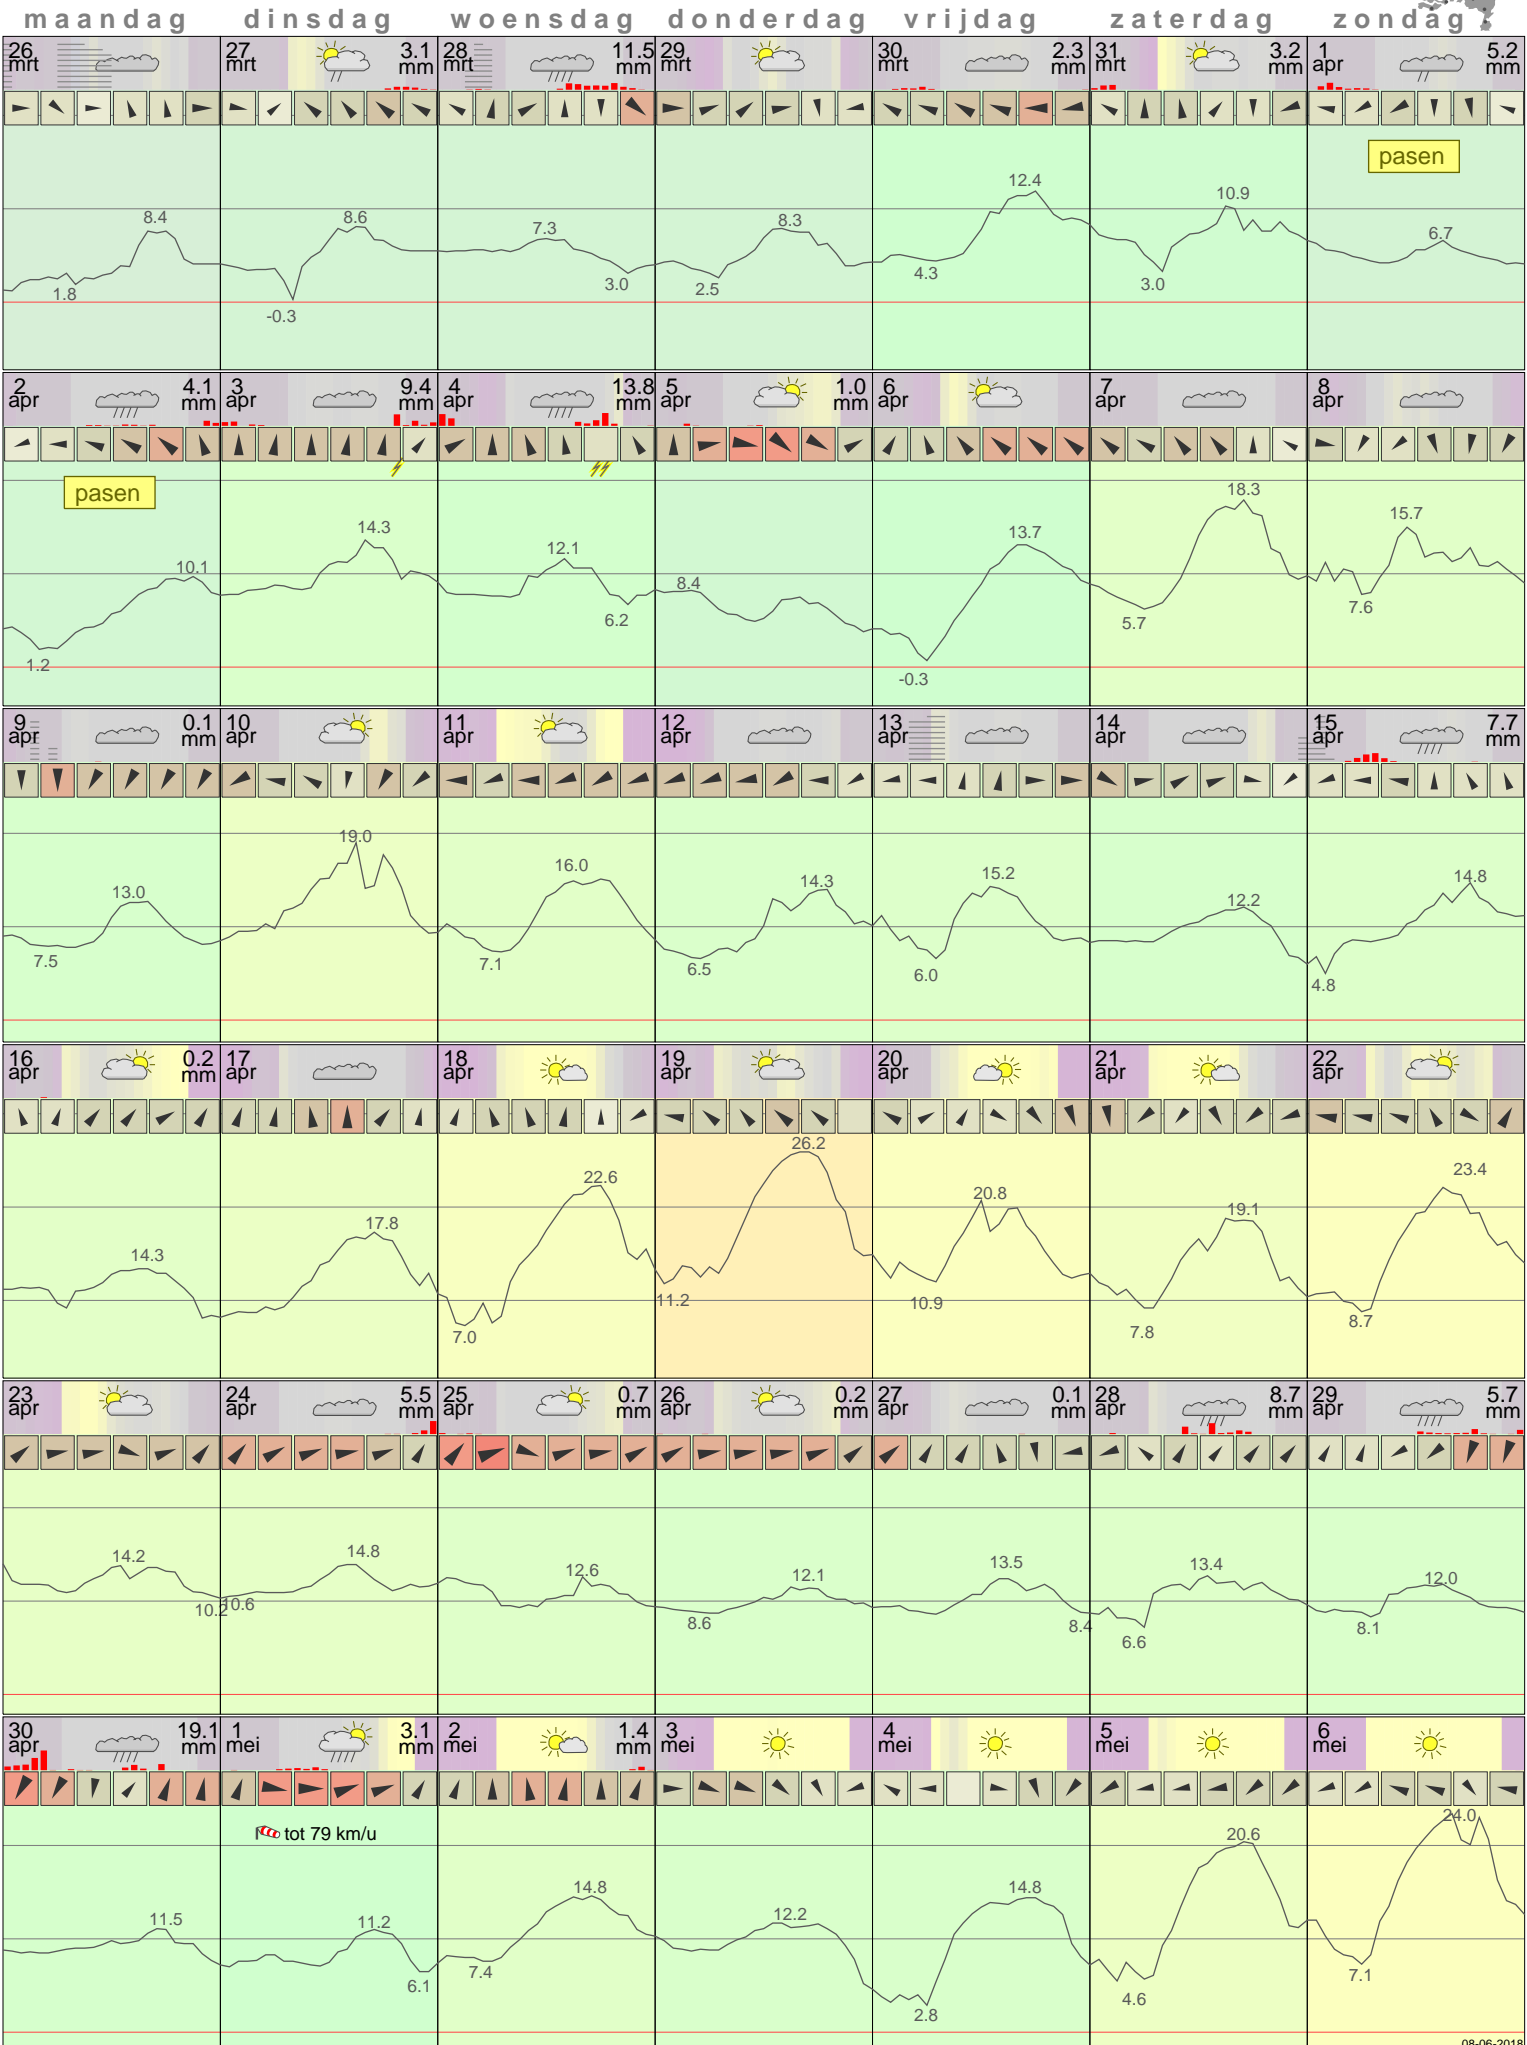 maandag dinsdag woensdag donderdag vrijdag zaterdag zondag
26 27 3.1 28 11.5 29 30 2.3 31 3.2 1 5.2
mrt mrt mm mrt mm mrt mrt mm mrt mm apr mm
pasen
12.4
10.9
8.4 8.6 7.3 8.3 6.7
1.8 -0.3 3.0 2.5 4.3 3.0
2 4.1 3 9.4 4 13.8 5 1.0 6 7 8
apr mm apr mm apr mm apr mm apr apr apr
pasen
18.3
14.3 13.7 15.7
10.1 12.1 8.4
1.2 6.2 -0.3 5.7 7.6
9 0.1 10 11 12 13 14 15 7.7
apr mm apr apr apr apr apr apr mm
19.0
13.0 16.0 14.3 15.2 12.2 14.8
7.5 7.1 6.5 6.0 4.8
16 0.2 17 18 19 20 21 22
apr mm apr apr apr apr apr apr
26.2
22.6 20.8 19.1 23.4
14.3 17.8
7.0 11.2 10.9 7.8 8.7
23 24 5.5 25 0.7 26 0.2 27 0.1 28 8.7 29 5.7
apr apr mm apr mm apr mm apr mm apr mm apr mm
14.2 14.8 12.6 12.1 13.5 13.4 12.0
10.2 10.6 8.6 8.4 6.6 8.1
30 19.1 1 3.1 2 1.4 3 4 5 6
apr mm mei mm mei mm mei mei mei mei
tot 79 km/u
20.6 24.0
11.5 11.2 14.8 12.2 14.8
6.1 7.4 2.8 4.6 7.1
08-06-2018